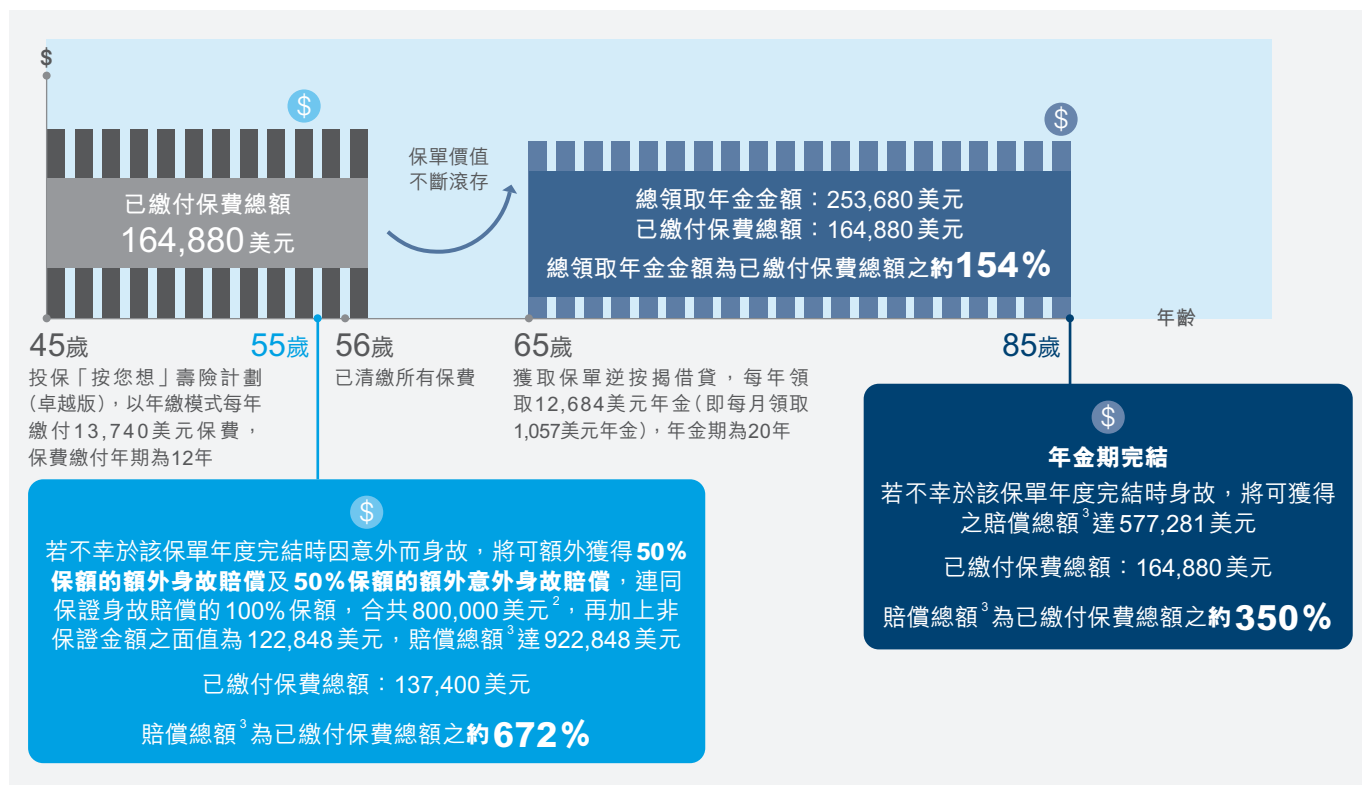 $
$
$
已繳付保費總額
164,880美元
保單價值
不斷滾存
總領取年金金額：253,680美元
已繳付保費總額：164,880美元
總領取年金金額為已繳付保費總額之約154%
年齡
45歲
投保「按您想」壽險計劃
（卓越版），以年繳模式每年
繳付13,740美元保費，
保費繳付年期為12年
55歲
56歲
已清繳所有保費
65歲
獲取保單逆按揭借貸，每年領
取12,684美元年金（即每月領取
1,057美元年金），年金期為20年
85歲
$
若不幸於該保單年度完結時因意外而身故，將可額外獲得50%
保額的額外身故賠償及50%保額的額外意外身故賠償，連同
保證身故賠償的100%保額，合共800,000美元2，再加上非
保證金額之面值為122,848美元，賠償總額3達922,848美元
已繳付保費總額：137,400美元
賠償總額3為已繳付保費總額之約672%
$
年金期完結
若不幸於該保單年度完結時身故，將可獲得
之賠償總額3達577,281美元
已繳付保費總額：164,880美元
賠償總額3為已繳付保費總額之約350%